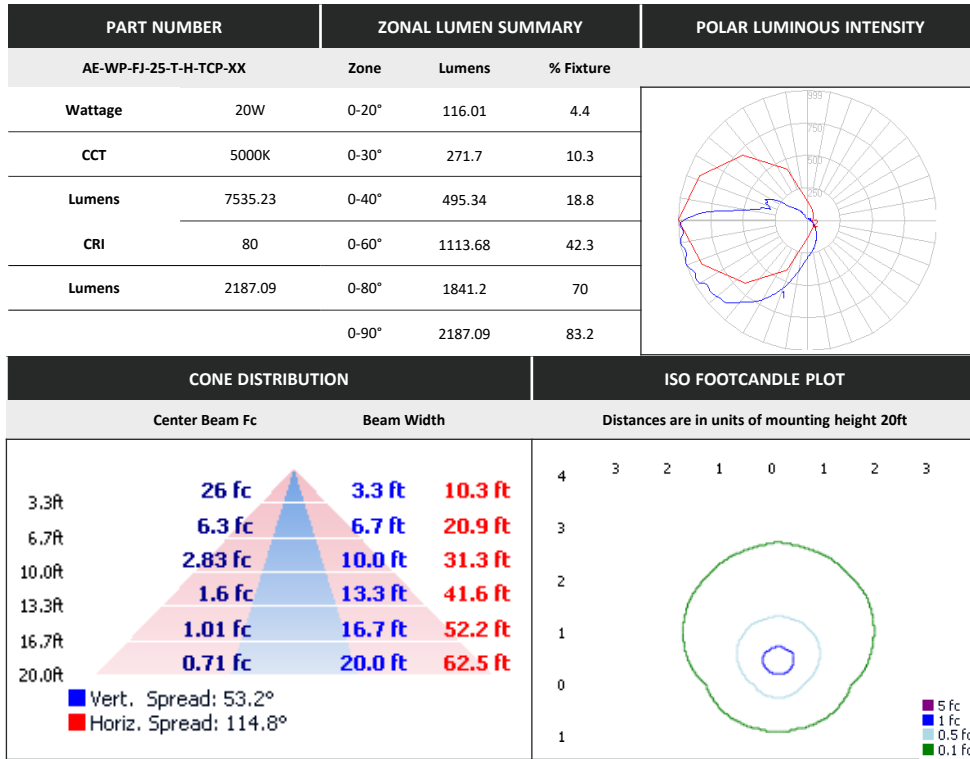 PART NUMBER ZONAL LUMEN SUMMARY POLAR LUMINOUS INTENSITY
AE-WP-FJ-25-T-H-TCP-XX Zone Lumens % Fixture
Wattage 20W 0-20° 116.01 4.4
CCT 5000K 0-30° 271.7 10.3
Lumens 7535.23 0-40° 495.34 18.8
CRI 80 0-60° 1113.68 42.3
Lumens 2187.09 0-80° 1841.2 70
0-90° 2187.09 83.2
999
750
500
250
2
1
CONE DISTRIBUTION ISO FOOTCANDLE PLOT
Center Beam Fc Beam Width Distances are in units of mounting height 20ft
3.3ft 26 fc 3.3 ft 10.3 ft
6.7ft 6.3 fc 6.7 ft 20.9 ft
10.0ft 2.83 fc 10.0 ft 31.3 ft
13.3ft 1.6 fc 13.3 ft 41.6 ft
16.7ft 1.01 fc 16.7 ft 52.2 ft
20.0ft 0.71 fc 20.0 ft 62.5 ft
Vert. Spread: 53.2°
Horiz. Spread: 114.8°
4 3 2 1 0 1 2 3
3
2
1
0
1
5 fc
1 fc
0.5 fc
0.1 fc